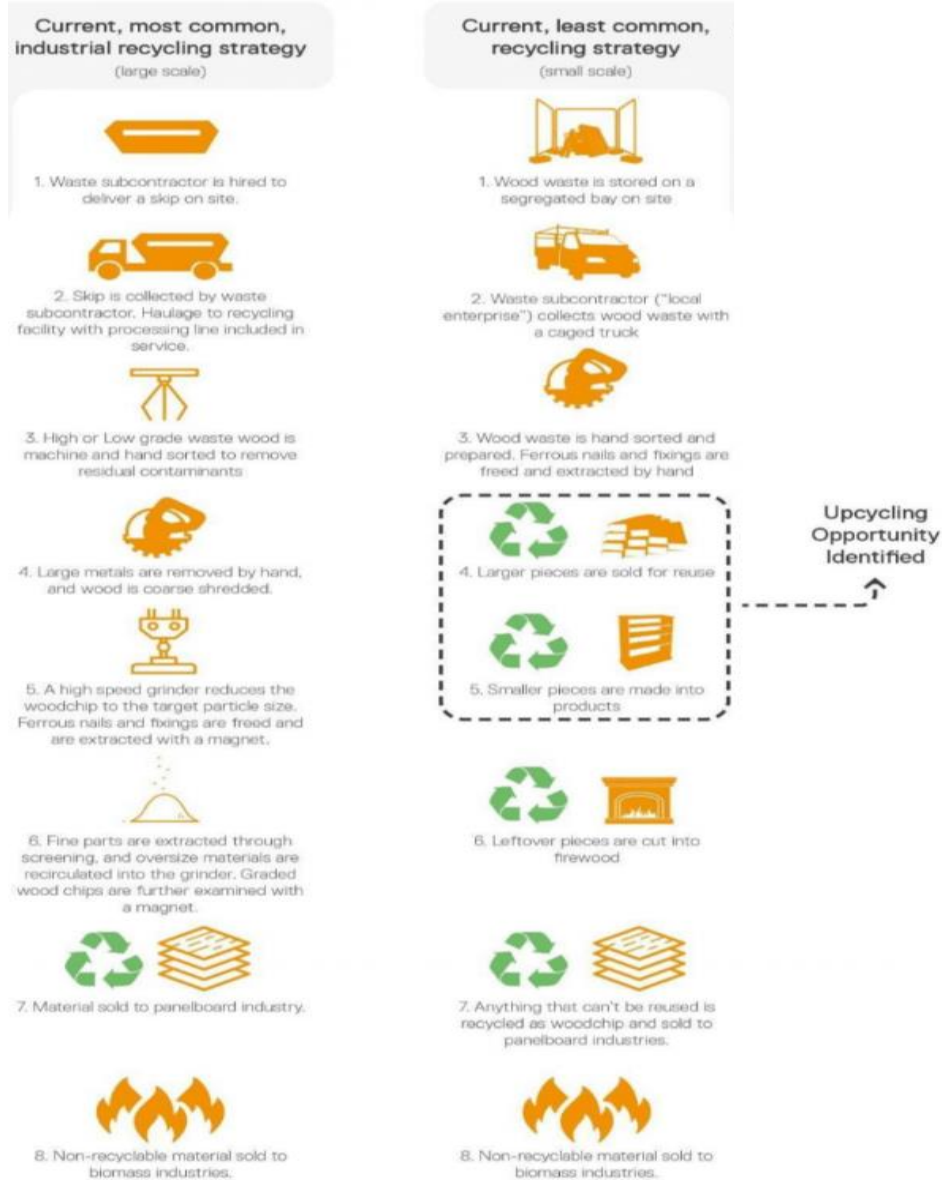 Current, most common,
industrial recycling strategy
(large scale)
1. Waste subcontractor is hired to
deliver a skip on site.
2. Skip is collected by waste
subcontractor. Haulage to recycling
facility with processing line included in
service.
3. High or Low grade waste wood is
machine and hand sorted to remove
residual contaminants
4. Large metals are removed by hand,
and wood is coarse shredded.
5. A high speed grinder reduces the
woodchip to the target particle size.
Ferrous nails and fixings are freed and
are extracted with a magnet.
6. Fine parts are extracted through
screening, and oversize materials are
recirculated into the grinder. Graded
wood chips are further examined with
a magnet.
7. Material sold to panelboard industry.
8. Non-recyclable material sold to
biomass industries.
Current, least common,
recycling strategy
(small scale)
1. Wood waste is stored on a
segregated bay on site
2. Waste subcontractor ("local
enterprise") collects wood waste with
a caged truck
3. Wood waste is hand sorted and
prepared. Ferrous nails and fixings are
freed and extracted by hand
4. Larger pieces are sold for reuse
5. Smaller pieces are made into
products
6. Leftover pieces are cut into
firewood
7. Anything that can't be reused is
recycled as woodchip and sold to
panelboard industries.
8. Non-recyclable material sold to
biomass industries.
Upcycling
Opportunity
Identified